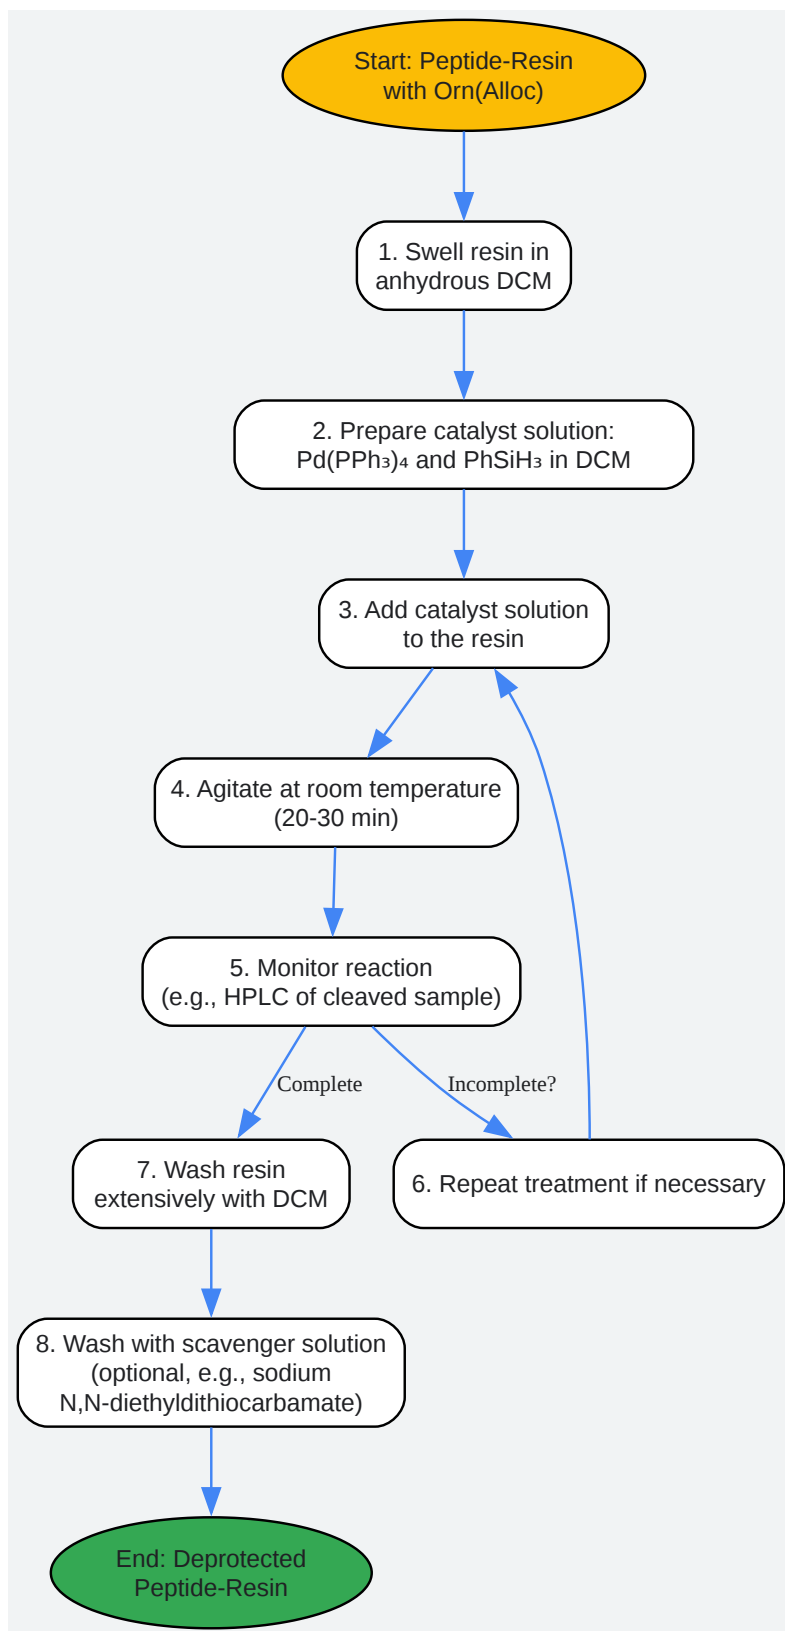 Start: Peptide-Resin
with Orn(Alloc)
1. Swell resin in
anhydrous DCM
2. Prepare catalyst solution:
Pd(PPh₃)₄ and PhSiH₃ in DCM
3. Add catalyst solution
to the resin
4. Agitate at room temperature
(20-30 min)
5. Monitor reaction
(e.g., HPLC of cleaved sample)
Complete
Incomplete?
7. Wash resin
extensively with DCM
6. Repeat treatment if necessary
8. Wash with scavenger solution
(optional, e.g., sodium
N,N-diethyldithiocarbamate)
End: Deprotected
Peptide-Resin